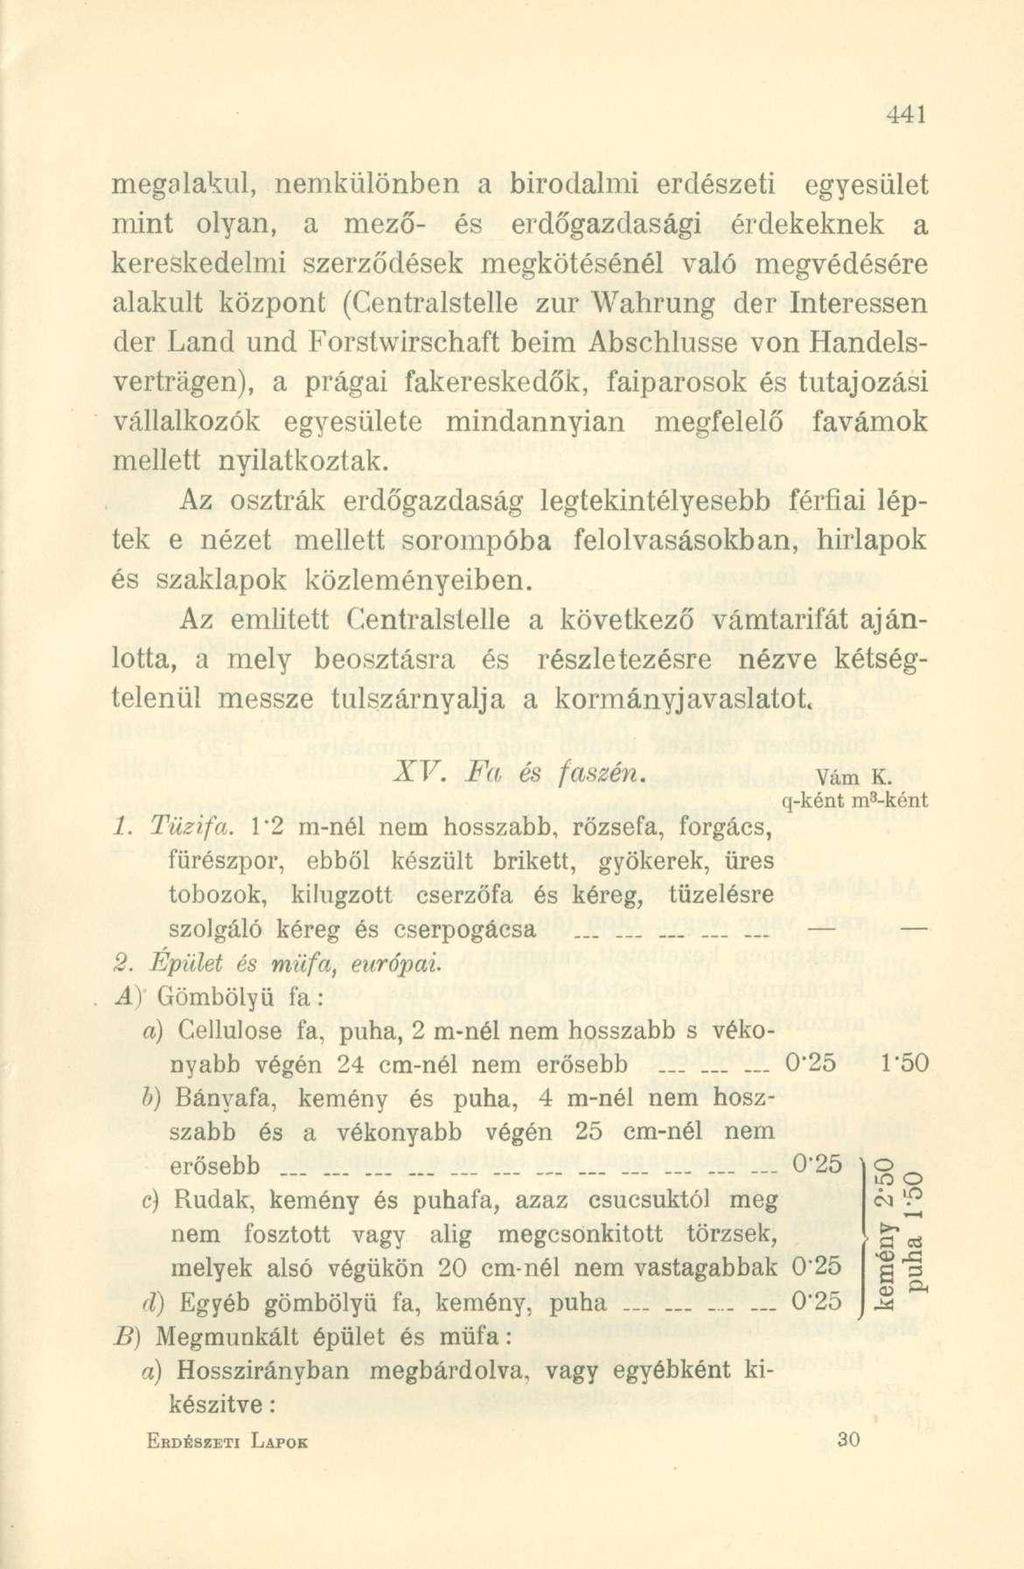 441
megalakul, nemkülönben a birodalmi erdészeti egyesület
mint olyan, a mező- és erdőgazdasági érdekeknek a
kereskedelmi szerződések megkötésénél való megvédésére
alakult központ (Centralstelle zur Wahrung der Interessen
der Land und Forstwirschaft beim Abschlusse von Handels-
verträgen), a prágai fakereskedők, faiparosok és tutajozási
vállalkozók egyesülete mindannyian megfelelő favámok
mellett nyilatkoztak.
Az osztrák erdőgazdaság legtekintélyesebb férfiai lép-
tek e nézet mellett sorompóba felolvasásokban, hirlapok
és szaklapok közleményeiben.
Az emlitett Centralstelle a következő vámtarifát aján-
lotta, a mely beosztásra és részletezésre nézve kétség-
telenül messze tulszárnyalja a kormányjavaslatot.
XV. Fa és faszén. Vám K.
q-ként m³-ként
1. Tüzifa. 1·2 m-nél nem hosszabb, rőzsefa, forgács,
fürészpor, ebből készült brikett, gyökerek, üres
tobozok, kilugzott cserzőfa és kéreg, tüzelésre
szolgáló kéreg és cserpogácsa ... ... ... ... ... — —
2. Épület és müfa, európai.
A) Gömbölyü fa:
a) Cellulose fa, puha, 2 m-nél nem hosszabb s véko-
nyabb végén 24 cm-nél nem erősebb ... ... ... 0·25 1·50
b) Bányafa, kemény és puha, 4 m-nél nem hosz-
szabb és a vékonyabb végén 25 cm-nél nem
erősebb ... ... ... ... ... ... ... ... ... ... ... ... 0·25
c) Rudak, kemény és puhafa, azaz csucsuktól meg
nem fosztott vagy alig megcsonkitott törzsek,
melyek alsó végükön 20 cm-nél nem vastagabbak 0·25
d) Egyéb gömbölyü fa, kemény, puha ... ... ... ... 0·25
kemény 2·50
puha 1·50
B) Megmunkált épület és müfa:
a) Hosszirányban megbárdolva, vagy egyébként ki-
készitve:
ERDÉSZETI LAPOK 30